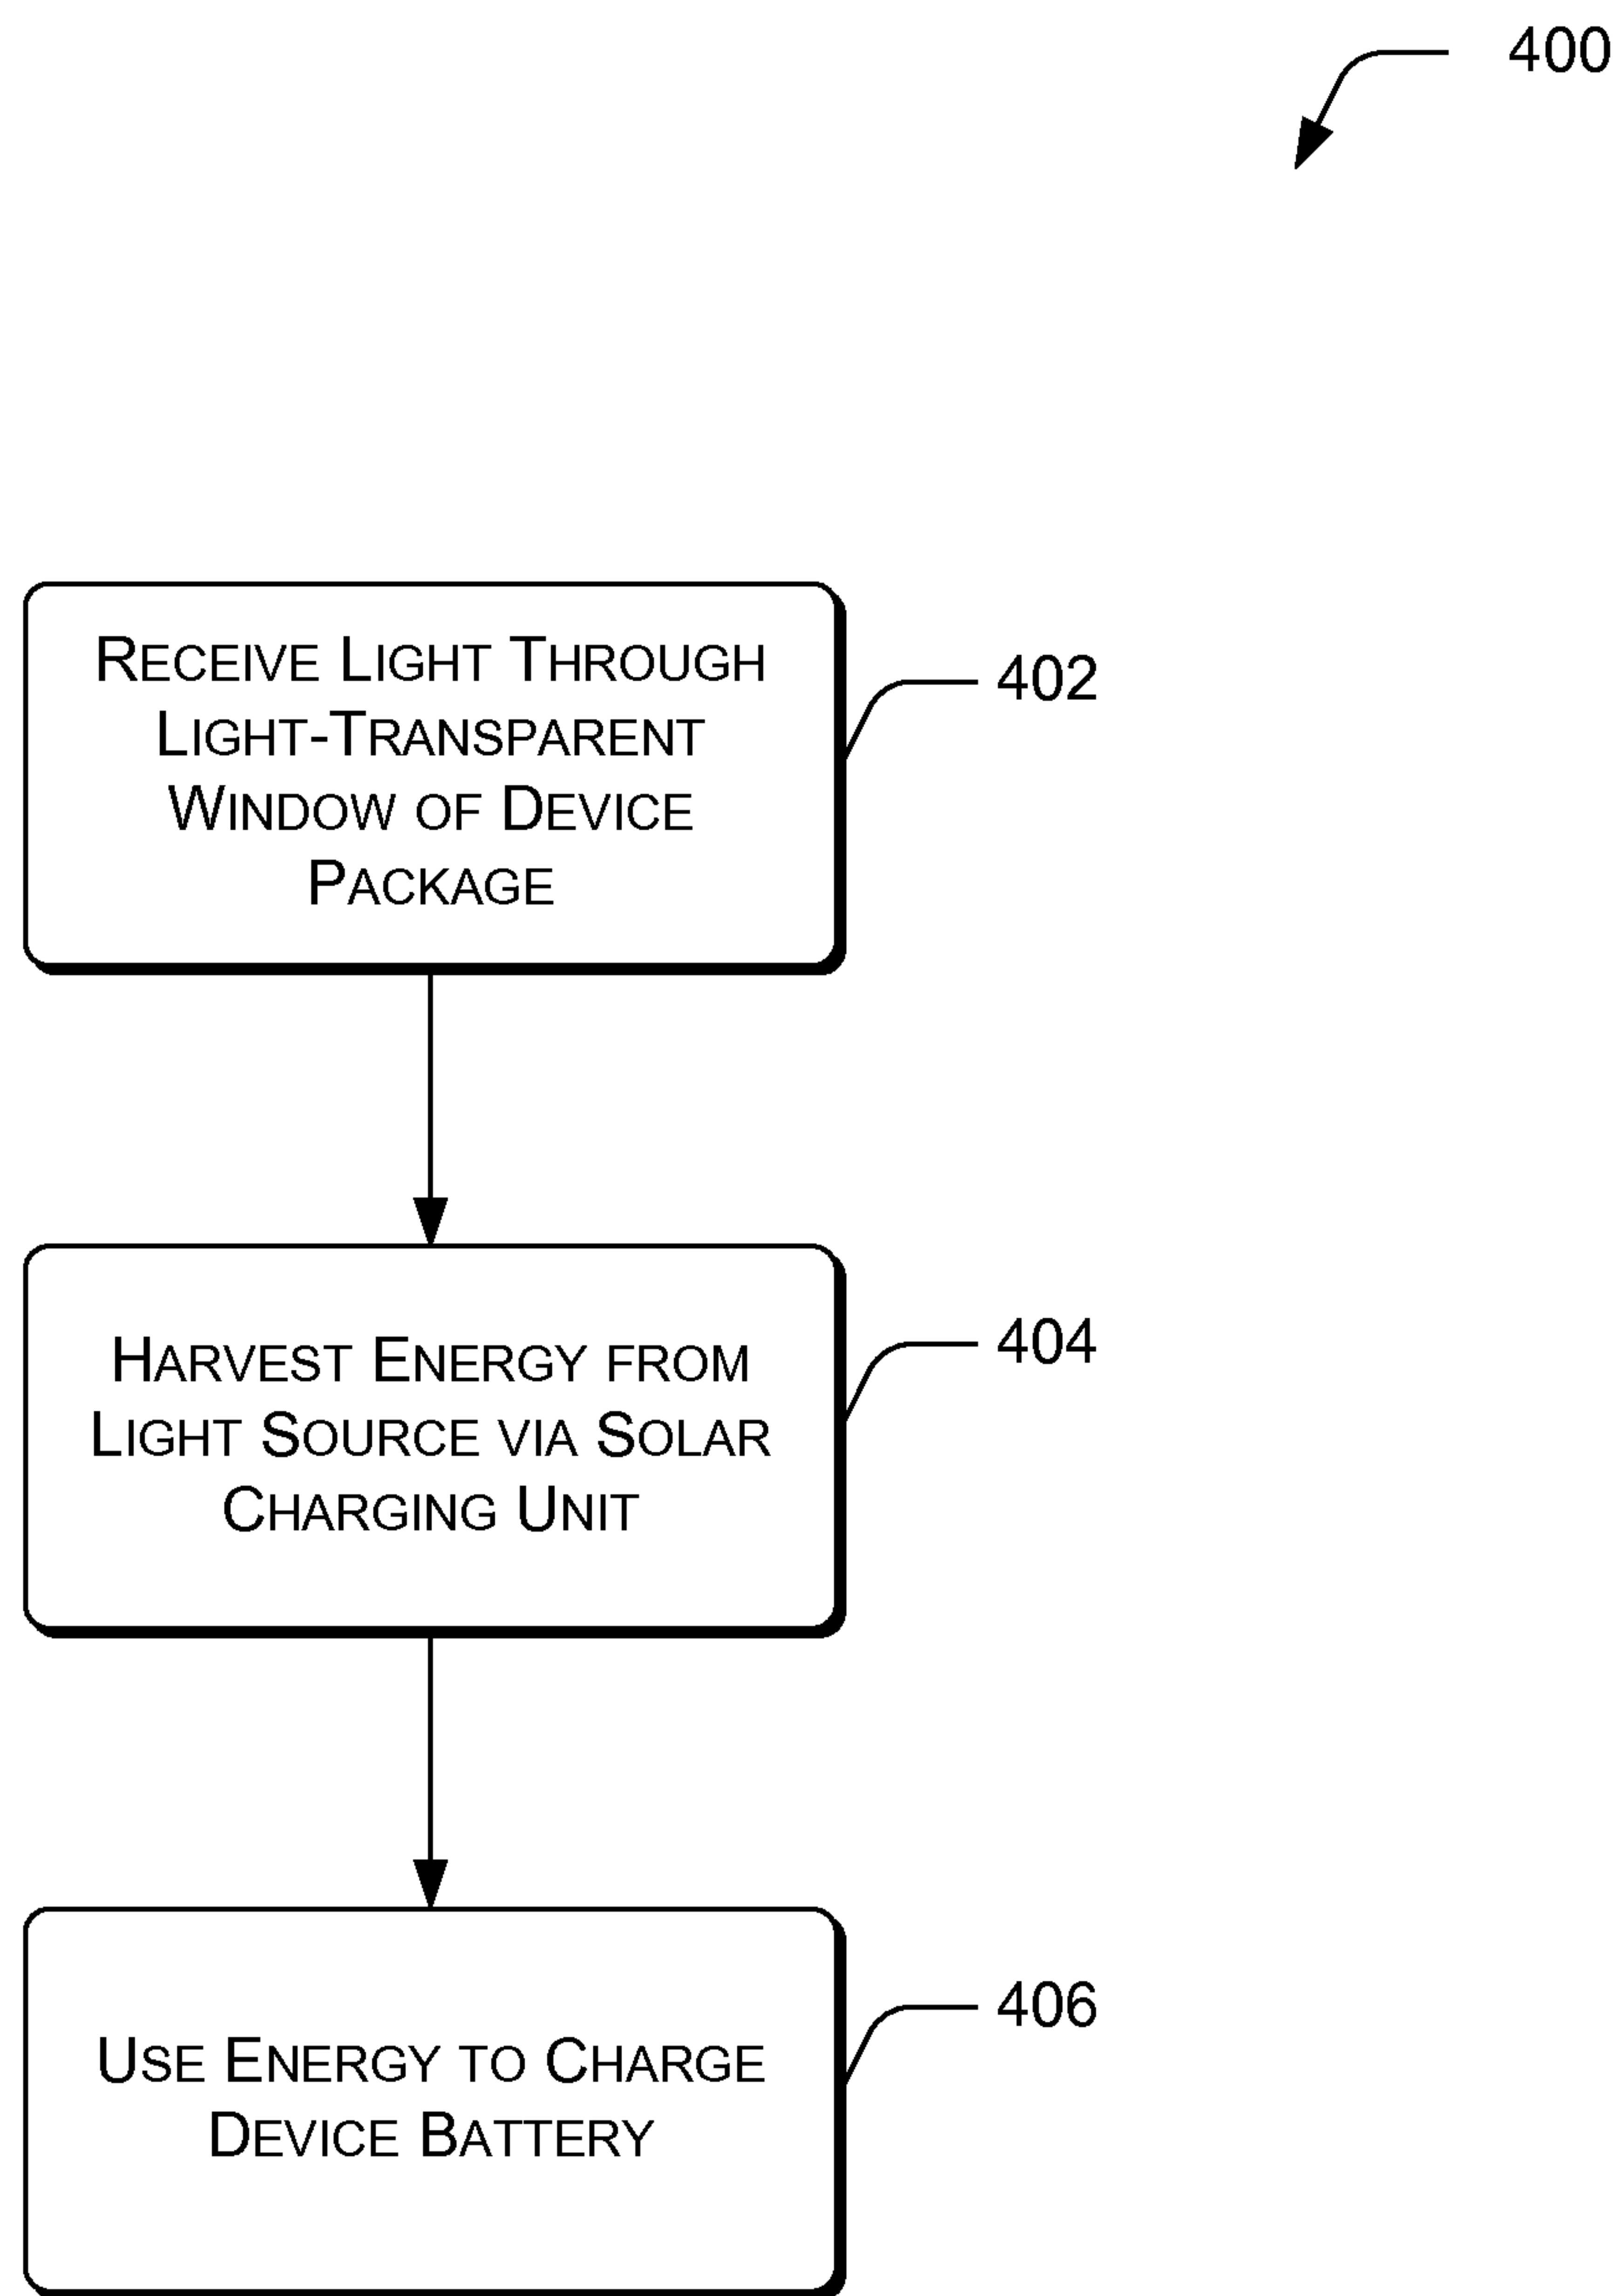 400
RECEIVE LIGHT THROUGH
LIGHT-TRANSPARENT
WINDOW OF DEVICE
PACKAGE
402
HARVEST ENERGY FROM
LIGHT SOURCE VIA SOLAR
CHARGING UNIT
404
USE ENERGY TO CHARGE
DEVICE BATTERY
406